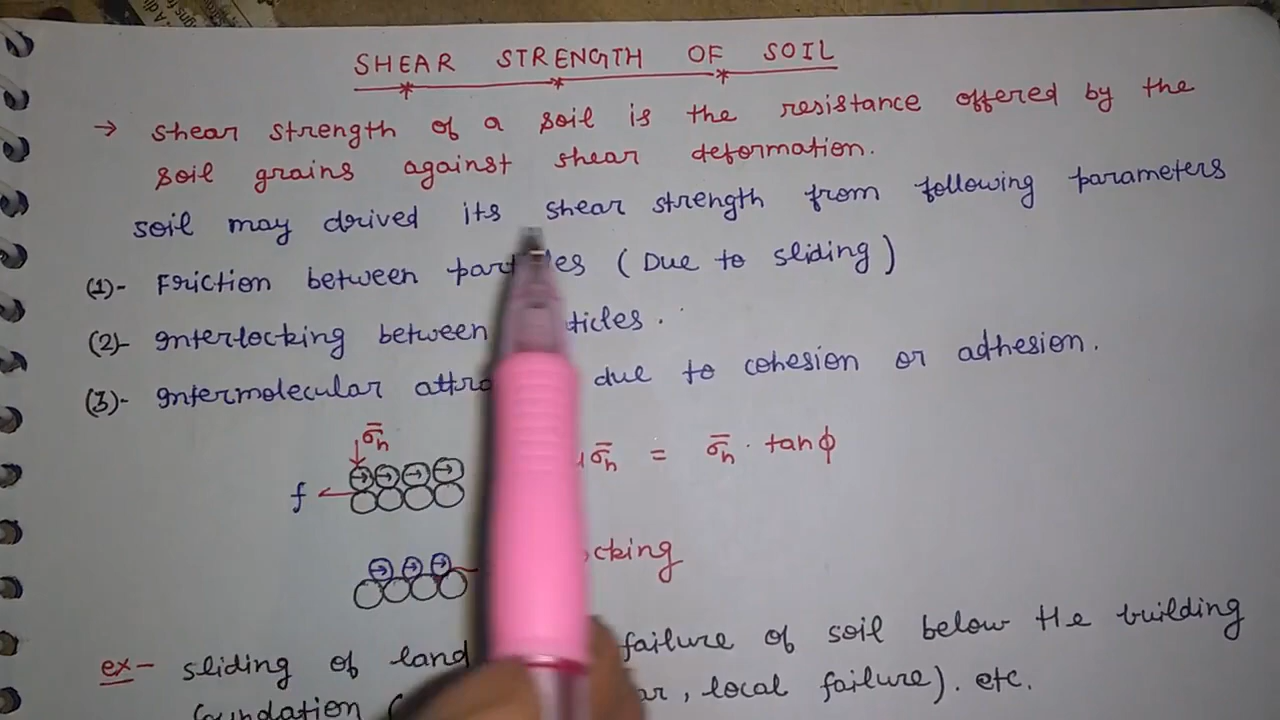 SHEAR STRENGTH OF SOIL
→ shear strength of a soil is the resistance offered by the
soil grains against shear deformation.
soil may drived its shear strength from following parameters
(1)- Friction between particles (Due to sliding)
(2)- Interlocking between ticles.
(3)- Intermolecular attra due to cohesion or adhesion.
σ̄n
f σ̄n = σ̄n · tanϕ
cking
ex- sliding of land failure of soil below the building
foundation ( ar, local failure). etc.